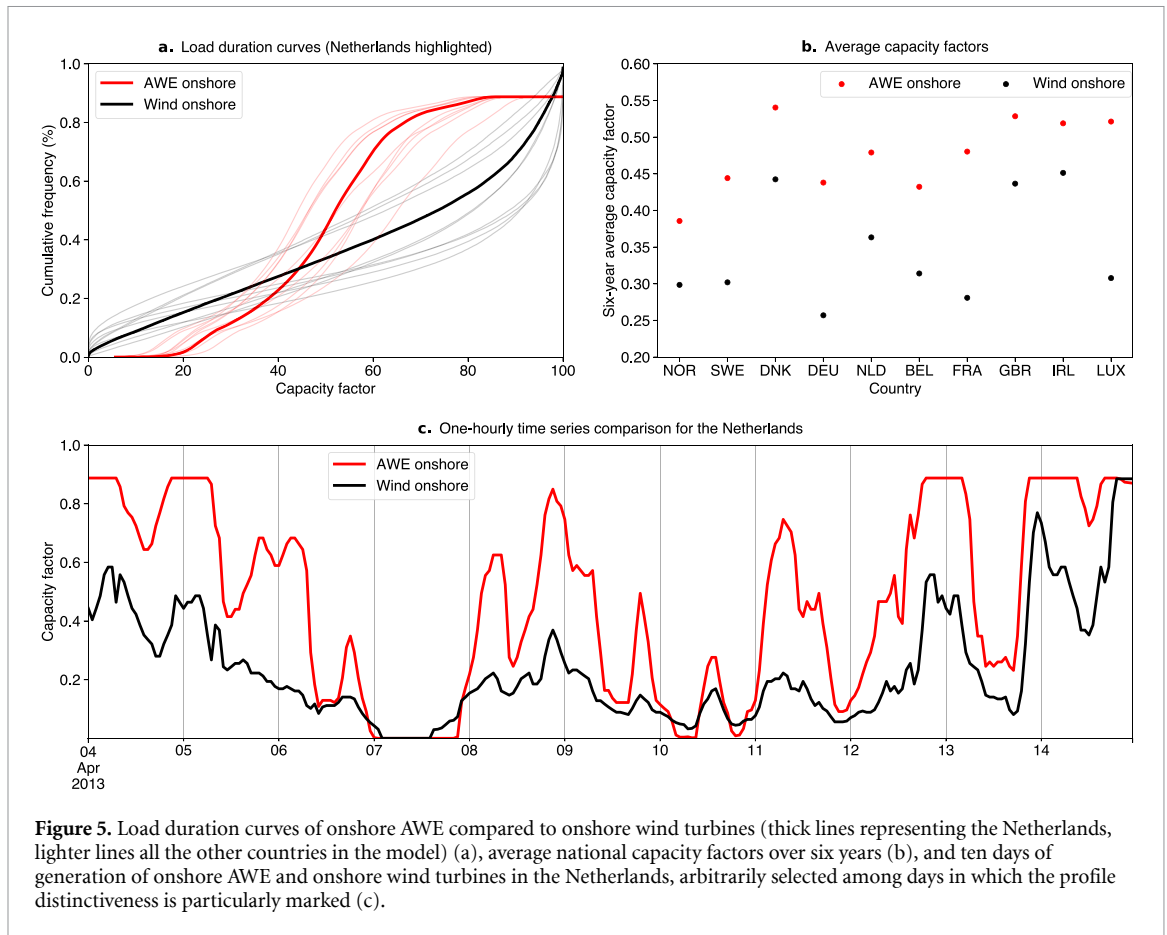 a. Load duration curves (Netherlands highlighted)
AWE onshore
Wind onshore
Cumulative frequency (%)
1.0
0.8
0.6
0.4
0.2
0.0
0 20 40 60 80 100
Capacity factor
b. Average capacity factors
AWE onshore Wind onshore
Six-year average capacity factor
0.60
0.55
0.50
0.45
0.40
0.35
0.30
0.25
0.20
NOR SWE DNK DEU NLD BEL FRA GBR IRL LUX
Country
c. One-hourly time series comparison for the Netherlands
AWE onshore
Wind onshore
Capacity factor
1.0
0.8
0.6
0.4
0.2
04 05 06 07 08 09 10 11 12 13 14
Apr
2013
Figure 5. Load duration curves of onshore AWE compared to onshore wind turbines (thick lines representing the Netherlands,
lighter lines all the other countries in the model) (a), average national capacity factors over six years (b), and ten days of
generation of onshore AWE and onshore wind turbines in the Netherlands, arbitrarily selected among days in which the profile
distinctiveness is particularly marked (c).